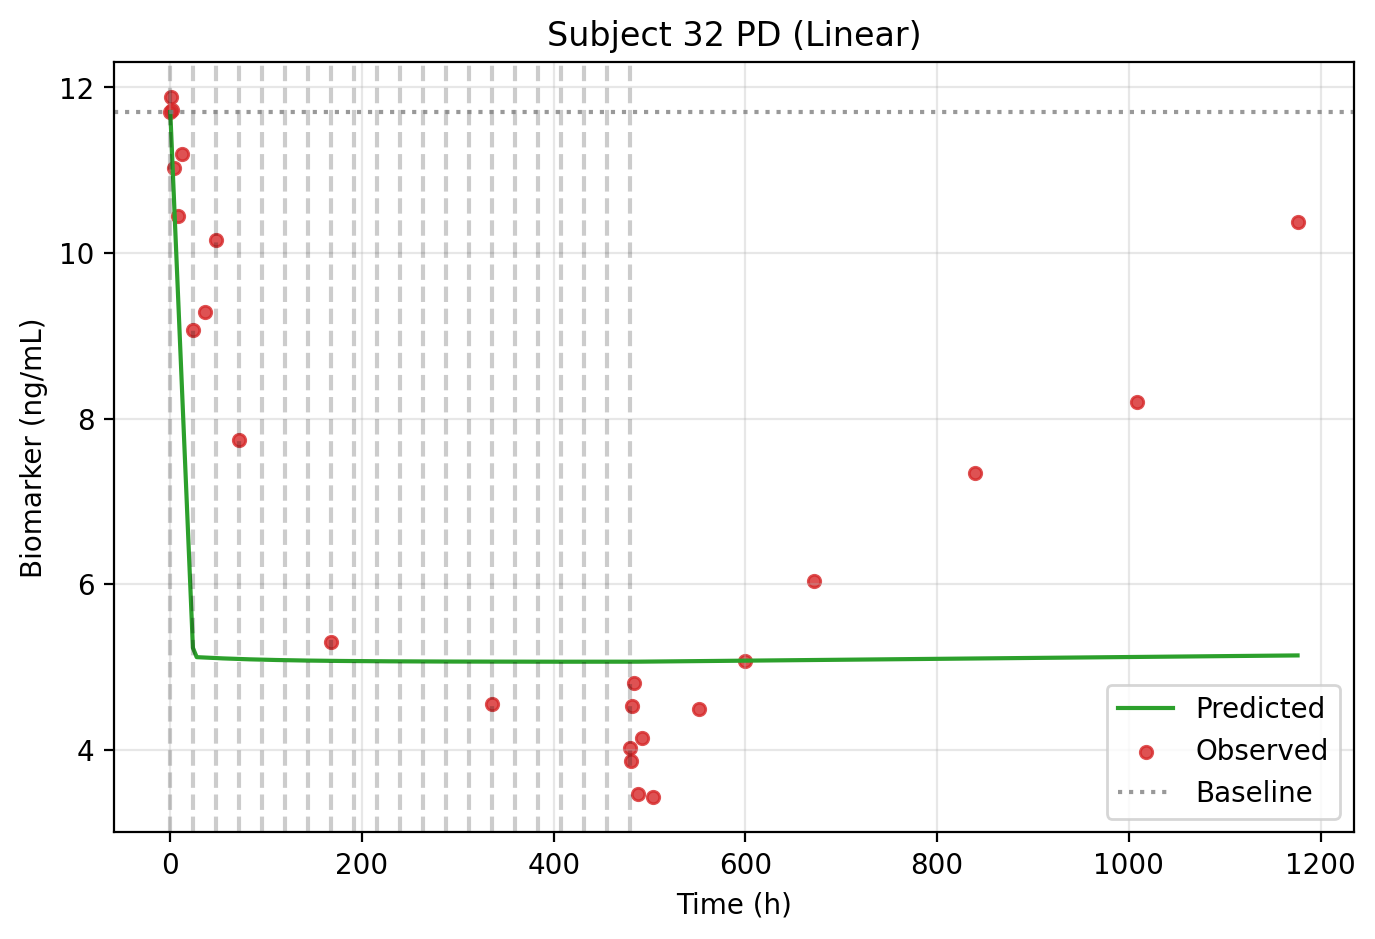 Subject 32 PD (Linear)
12
10
8
6
4
Biomarker (ng/mL)
Predicted
Observed
Baseline
0
200
400
600
800
1000
1200
Time (h)